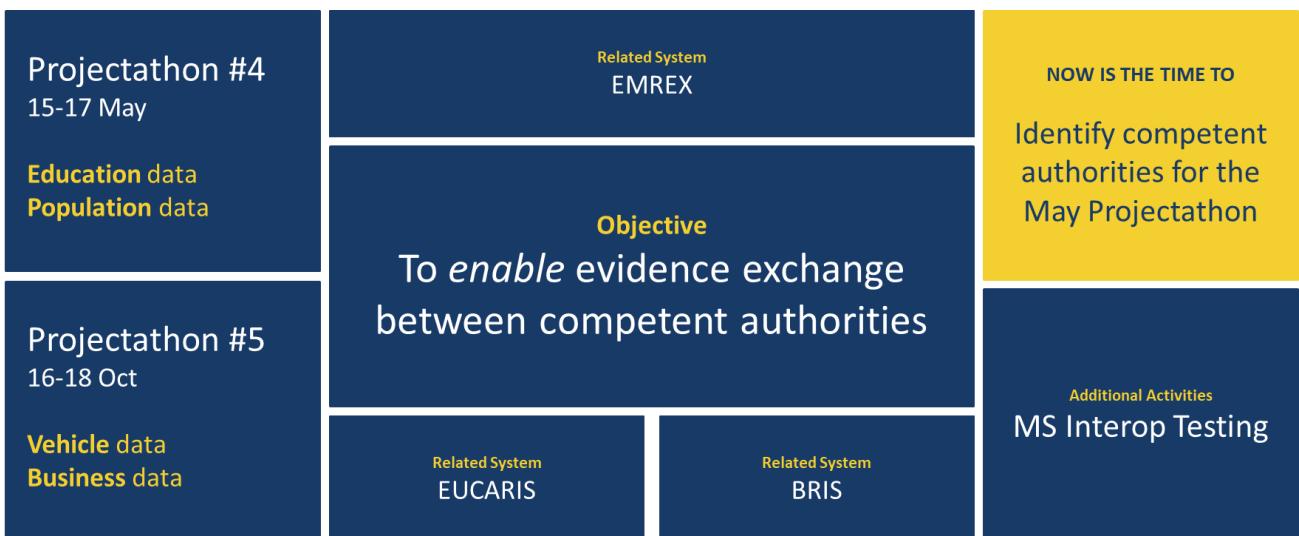 Projectathon #4
15-17 May
Education data
Population data
Projectathon #5
16-18 Oct
Vehicle data
Business data
Related System
EMREX
Objective
To enable evidence exchange
between competent authorities
Related System
EUCARIS
Related System
BRIS
NOW IS THE TIME TO
Identify competent
authorities for the
May Projectathon
Additional Activities
MS Interop Testing